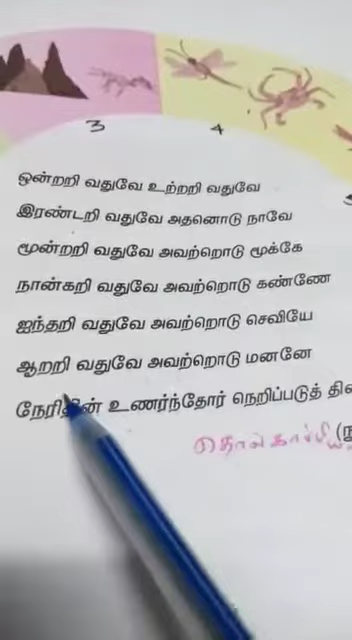 3
4
ஒன்றறி வதுவே உற்றறி வதுவே
இரண்டறி வதுவே அதனொடு நாவே
மூன்றறி வதுவே அவற்றொடு மூக்கே
நான்கறி வதுவே அவற்றொடு கண்ணே
ஐந்தறி வதுவே அவற்றொடு செவியே
ஆறறி வதுவே அவற்றொடு மனனே
நேரிதின் உணர்ந்தோர் நெறிப்படுத்